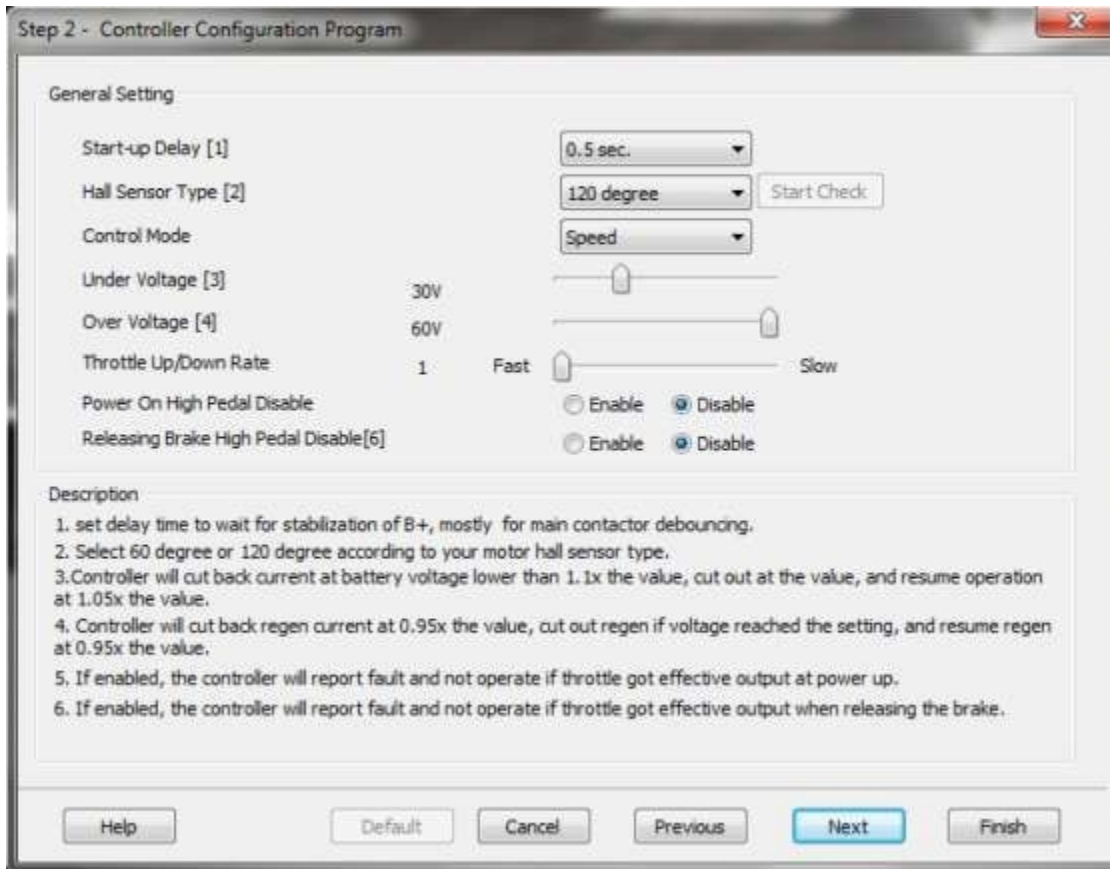 Step 2 - Controller Configuration Program
General Setting
Start-up Delay [1] 0.5 sec.
Hall Sensor Type [2] 120 degree Start Check
Control Mode Speed
Under Voltage [3] 30V
Over Voltage [4] 60V
Throttle Up/Down Rate 1 Fast Slow
Power On High Pedal Disable Enable Disable
Releasing Brake High Pedal Disable[6] Enable Disable
Description
1. set delay time to wait for stabilization of B+, mostly for main contactor debouncing.
2. Select 60 degree or 120 degree according to your motor hall sensor type.
3.Controller will cut back current at battery voltage lower than 1.1x the value, cut out at the value, and resume operation
at 1.05x the value.
4. Controller will cut back regen current at 0.95x the value, cut out regen if voltage reached the setting, and resume regen
at 0.95x the value.
5. If enabled, the controller will report fault and not operate if throttle got effective output at power up.
6. If enabled, the controller will report fault and not operate if throttle got effective output when releasing the brake.
Help Default Cancel Previous Next Finish